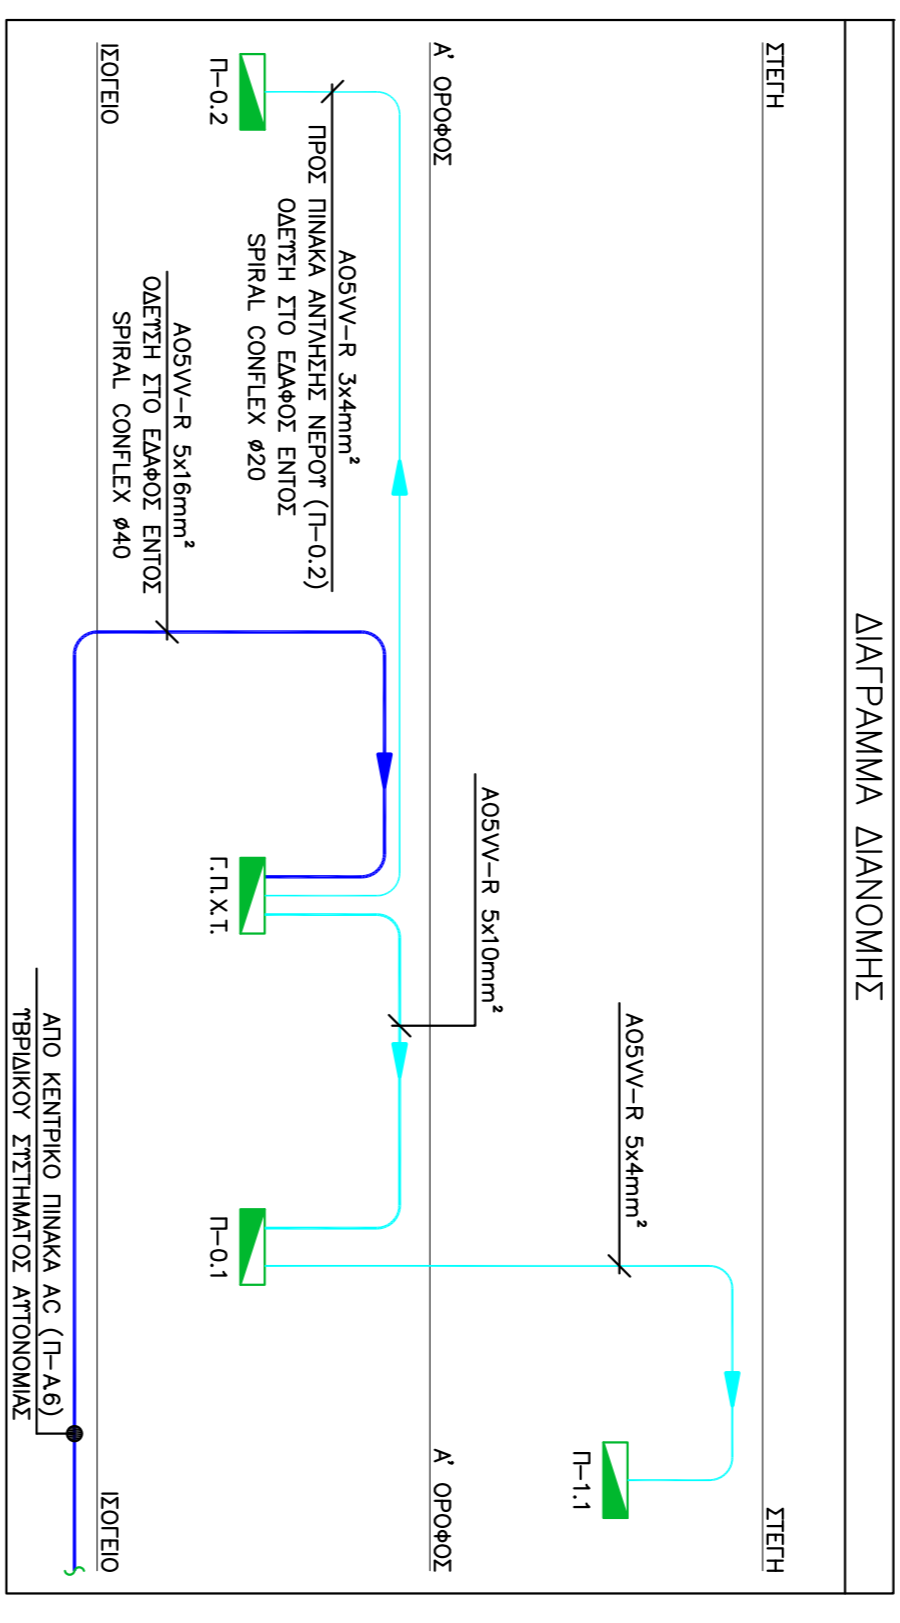 ΔΙΑΓΡΑΜΜΑ ΔΙΑΝΟΜΗΣ
ΣΤΕΓΗ
ΣΤΕΓΗ
A05VV-R 5x4mm²
Π-1.1
A05VV-R 5x10mm²
Α' ΟΡΟΦΟΣ
Α' ΟΡΟΦΟΣ
A05VV-R 3x4mm²
ΠΡΟΣ ΠΙΝΑΚΑ ΑΝΤΛΗΣΗΣ ΝΕΡΟΥ (Π-0.2)
ΟΔΕΥΣΗ ΣΤΟ ΕΔΑΦΟΣ ΕΝΤΟΣ
SPIRAL CONFLEX Ø20
Π-0.2
Γ.Π.Χ.Τ.
Π-0.1
A05VV-R 5x16mm²
ΟΔΕΥΣΗ ΣΤΟ ΕΔΑΦΟΣ ΕΝΤΟΣ
SPIRAL CONFLEX Ø40
ΙΣΟΓΕΙΟ
ΙΣΟΓΕΙΟ
ΑΠΟ ΚΕΝΤΡΙΚΟ ΠΙΝΑΚΑ AC (Π-Α.6)
ΥΒΡΙΔΙΚΟΥ ΣΥΣΤΗΜΑΤΟΣ ΑΥΤΟΝΟΜΙΑΣ